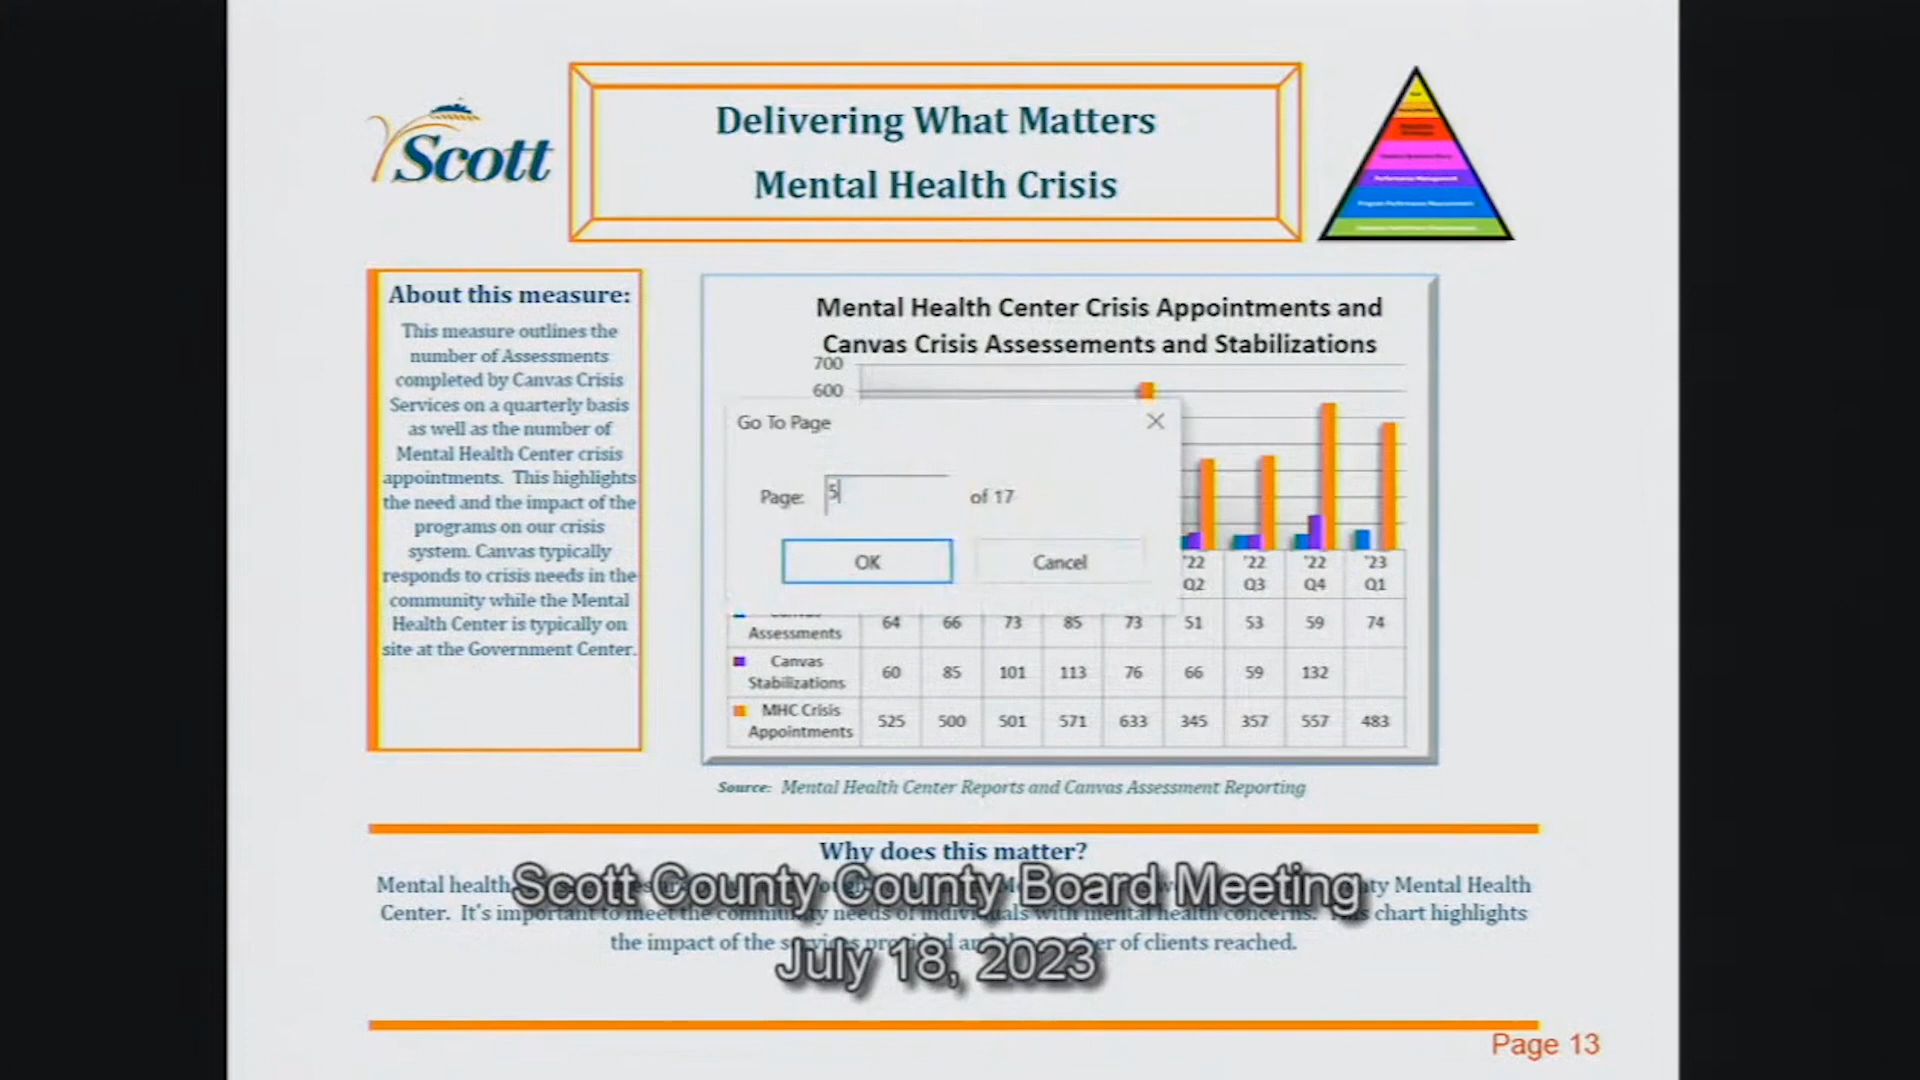 Scott
Delivering What Matters
Mental Health Crisis
About this measure:
This measure outlines the
number of Assessments
completed by Canvas Crisis
Services on a quarterly basis
as well as the number of
Mental Health Center crisis
appointments. This highlights
the need and the impact of the
programs on our crisis
system. Canvas typically
responds to crisis needs in the
community while the Mental
Health Center is typically on
site at the Government Center.
Mental Health Center Crisis Appointments and
Canvas Crisis Assessements and Stabilizations
700
600
Go To Page
Page: 5 of 17
OK Cancel
'22 '22 '22 '23
Q2 Q3 Q4 Q1
Assessments 64 66 73 85 73 51 53 59 74
Canvas
Stabilizations 60 85 101 113 76 66 59 132
MHC Crisis
Appointments 525 500 501 571 633 345 357 557 483
Source: Mental Health Center Reports and Canvas Assessment Reporting
Why does this matter?
Mental health Mental Health
Center. It's important to meet the community needs of individuals with mental health concerns. chart highlights
the impact of the services provided and of clients reached.
Scott County County Board Meeting
July 18, 2023
Page 13